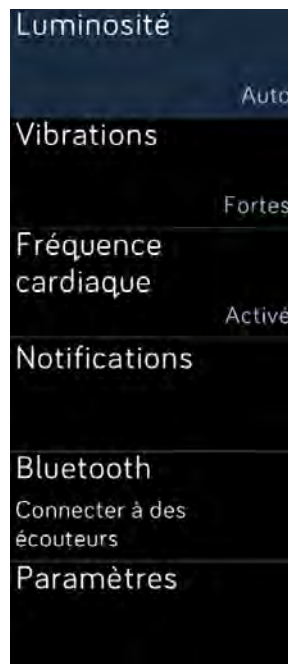 Luminosité
Auto
Vibrations
Fortes
Fréquence
cardiaque
Activé
Notifications
Bluetooth
Connecter à des
écouteurs
Paramètres